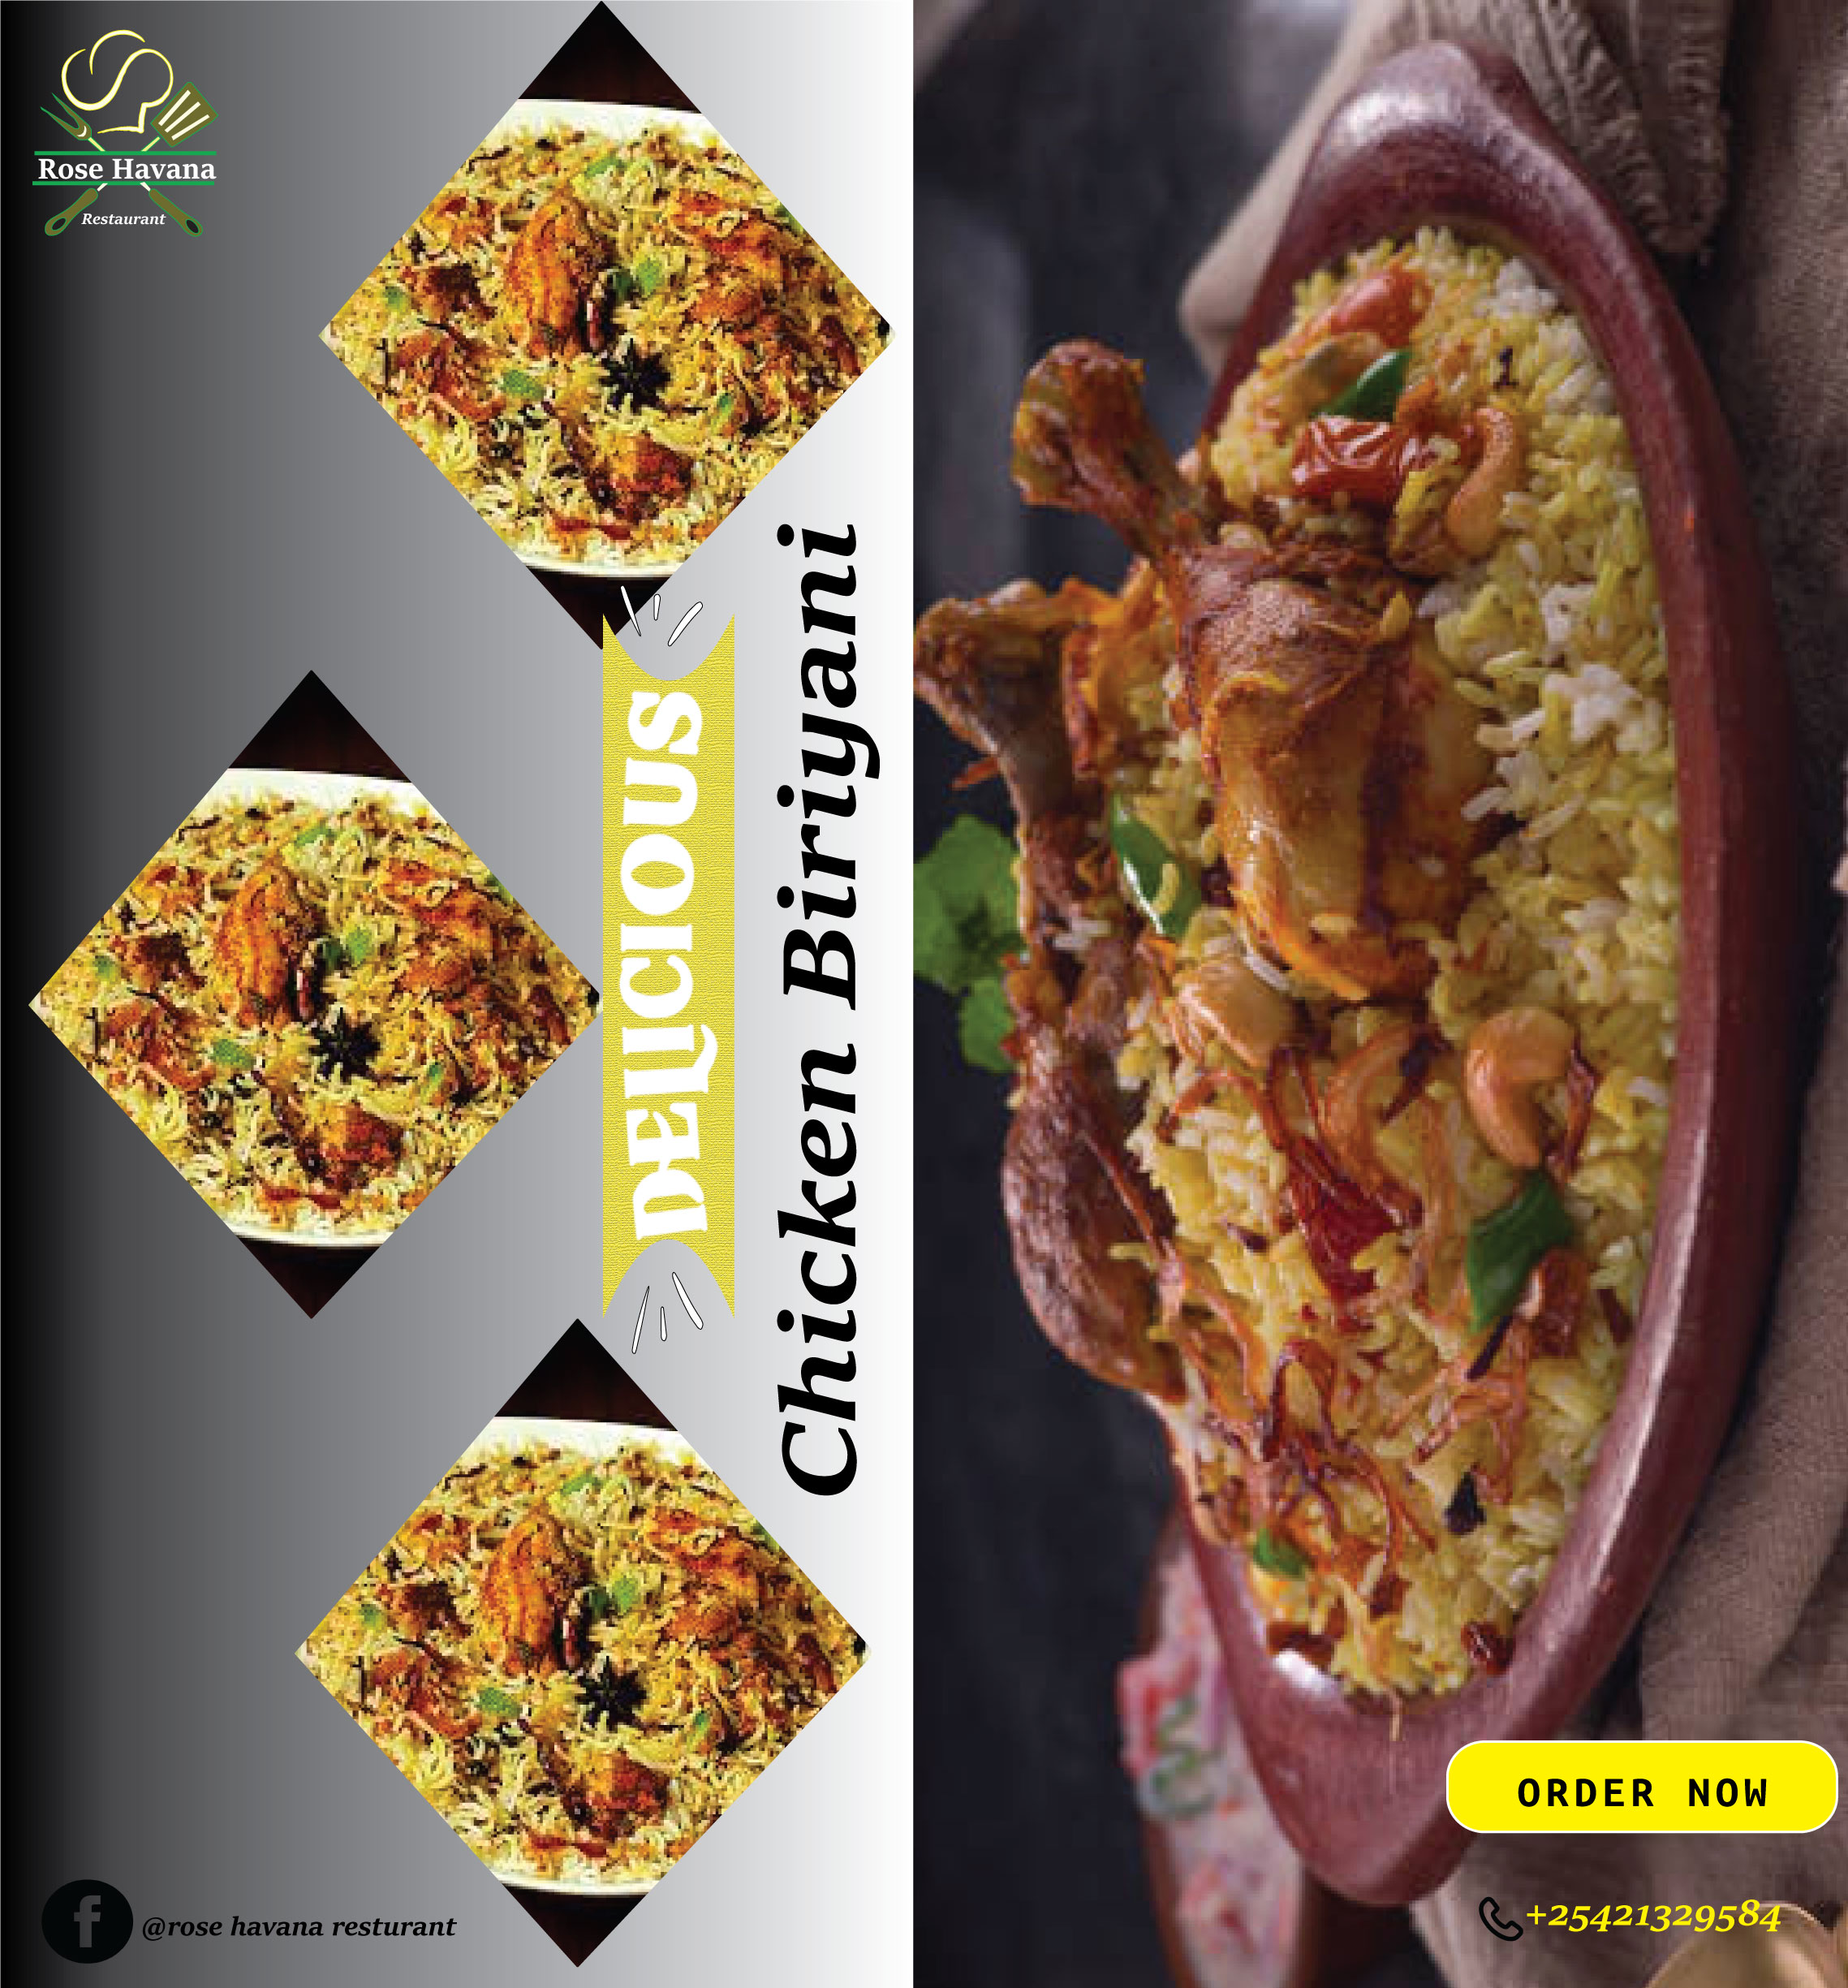 Rose Havana
Restaurant
DELICIOUS
Chicken Biriyani
ORDER NOW
@rose havana resturant
+25421329584